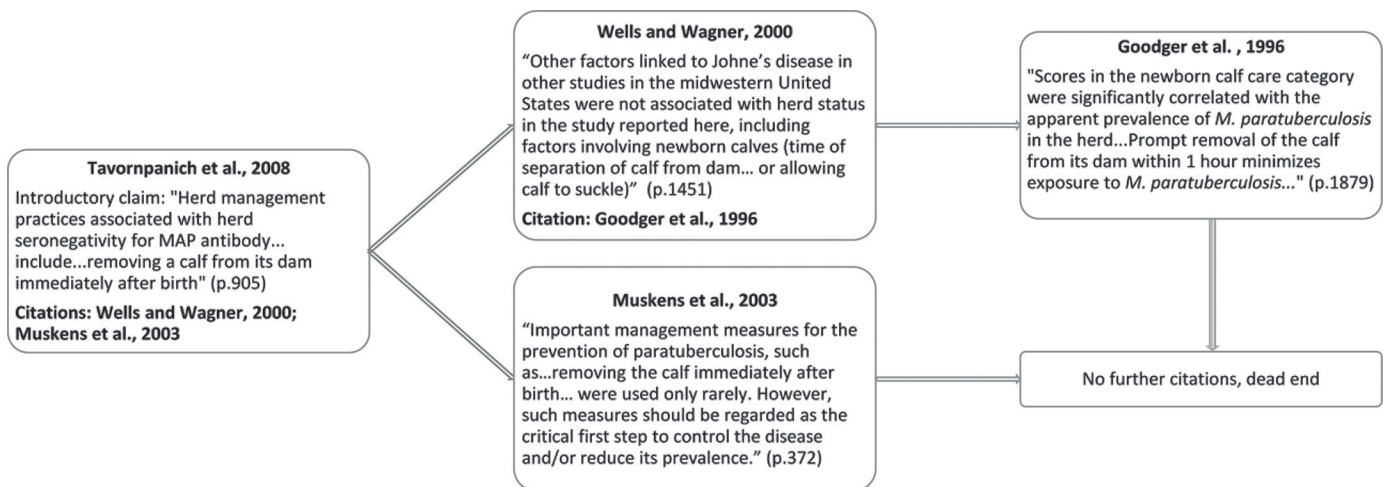 Tavornpanich et al., 2008
Introductory claim: "Herd management
practices associated with herd
seronegativity for MAP antibody...
include...removing a calf from its dam
immediately after birth" (p.905)
Citations: Wells and Wagner, 2000;
Muskens et al., 2003
Wells and Wagner, 2000
“Other factors linked to Johne’s disease in
other studies in the midwestern United
States were not associated with herd status
in the study reported here, including
factors involving newborn calves (time of
separation of calf from dam... or allowing
calf to suckle)” (p.1451)
Citation: Goodger et al., 1996
Muskens et al., 2003
“Important management measures for the
prevention of paratuberculosis, such
as...removing the calf immediately after
birth... were used only rarely. However,
such measures should be regarded as the
critical first step to control the disease
and/or reduce its prevalence.” (p.372)
Goodger et al. , 1996
"Scores in the newborn calf care category
were significantly correlated with the
apparent prevalence of M. paratuberculosis
in the herd...Prompt removal of the calf
from its dam within 1 hour minimizes
exposure to M. paratuberculosis..." (p.1879)
No further citations, dead end